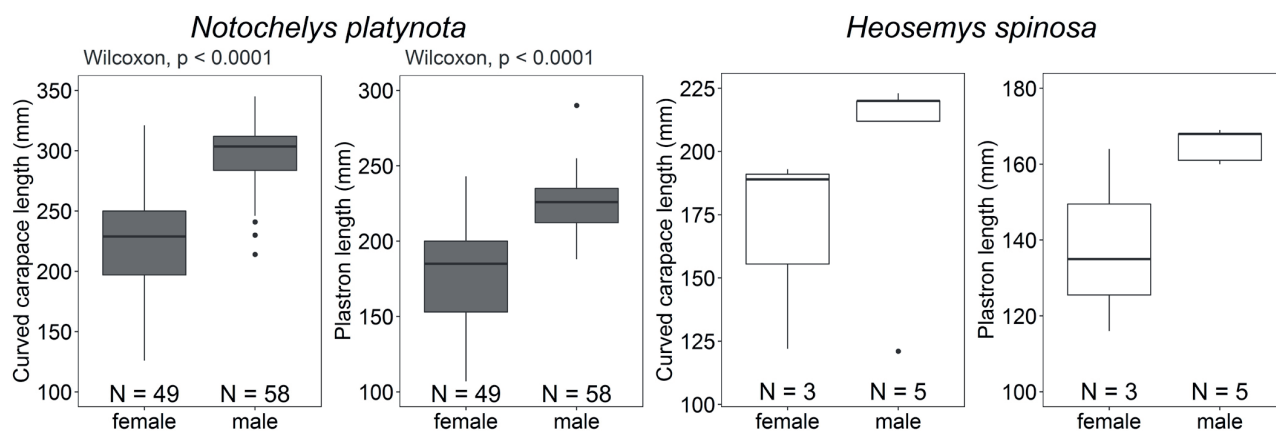 Notochelys platynota
Heosemys spinosa
Wilcoxon, p < 0.0001
Wilcoxon, p < 0.0001
Curved carapace length (mm)
350
300
250
200
150
100
N = 49
N = 58
female
male
Plastron length (mm)
300
250
200
150
100
N = 49
N = 58
female
male
Curved carapace length (mm)
225
200
175
150
125
100
N = 3
N = 5
female
male
Plastron length (mm)
180
160
140
120
100
N = 3
N = 5
female
male